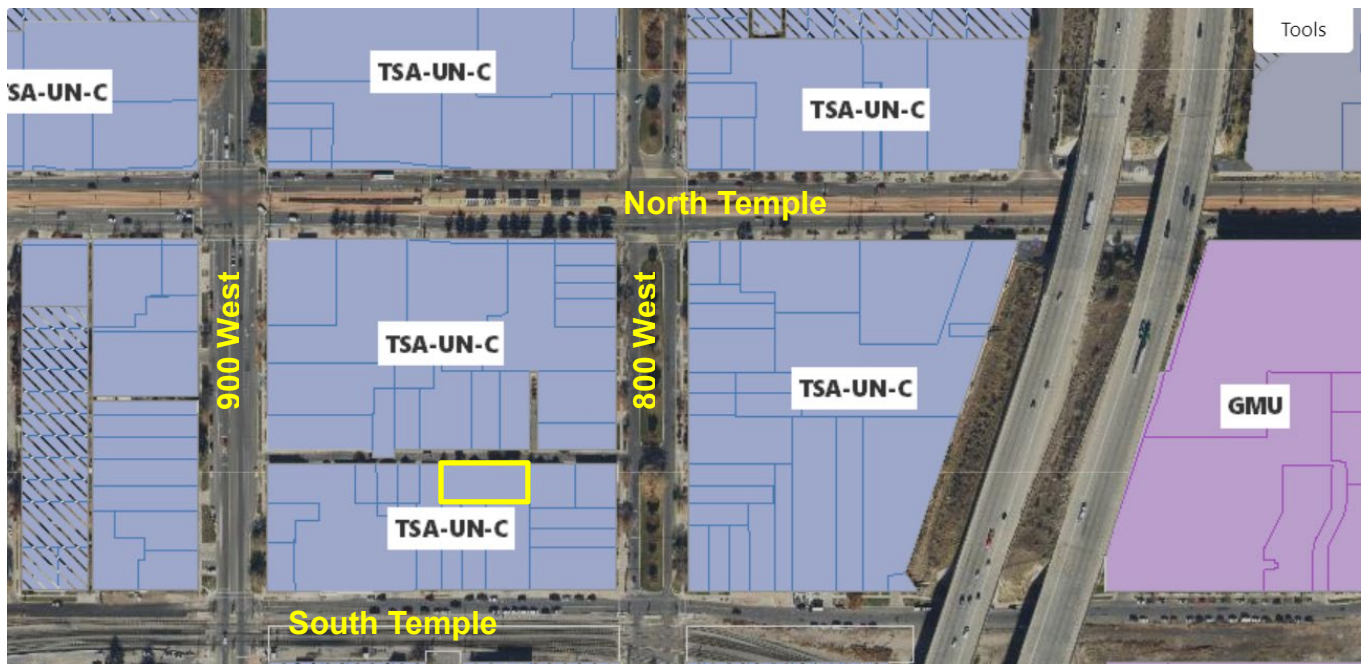 Tools
TSA-UN-C
SA-UN-C
TSA-UN-C
North Temple
900 West
800 West
TSA-UN-C
TSA-UN-C
GMU
TSA-UN-C
South Temple